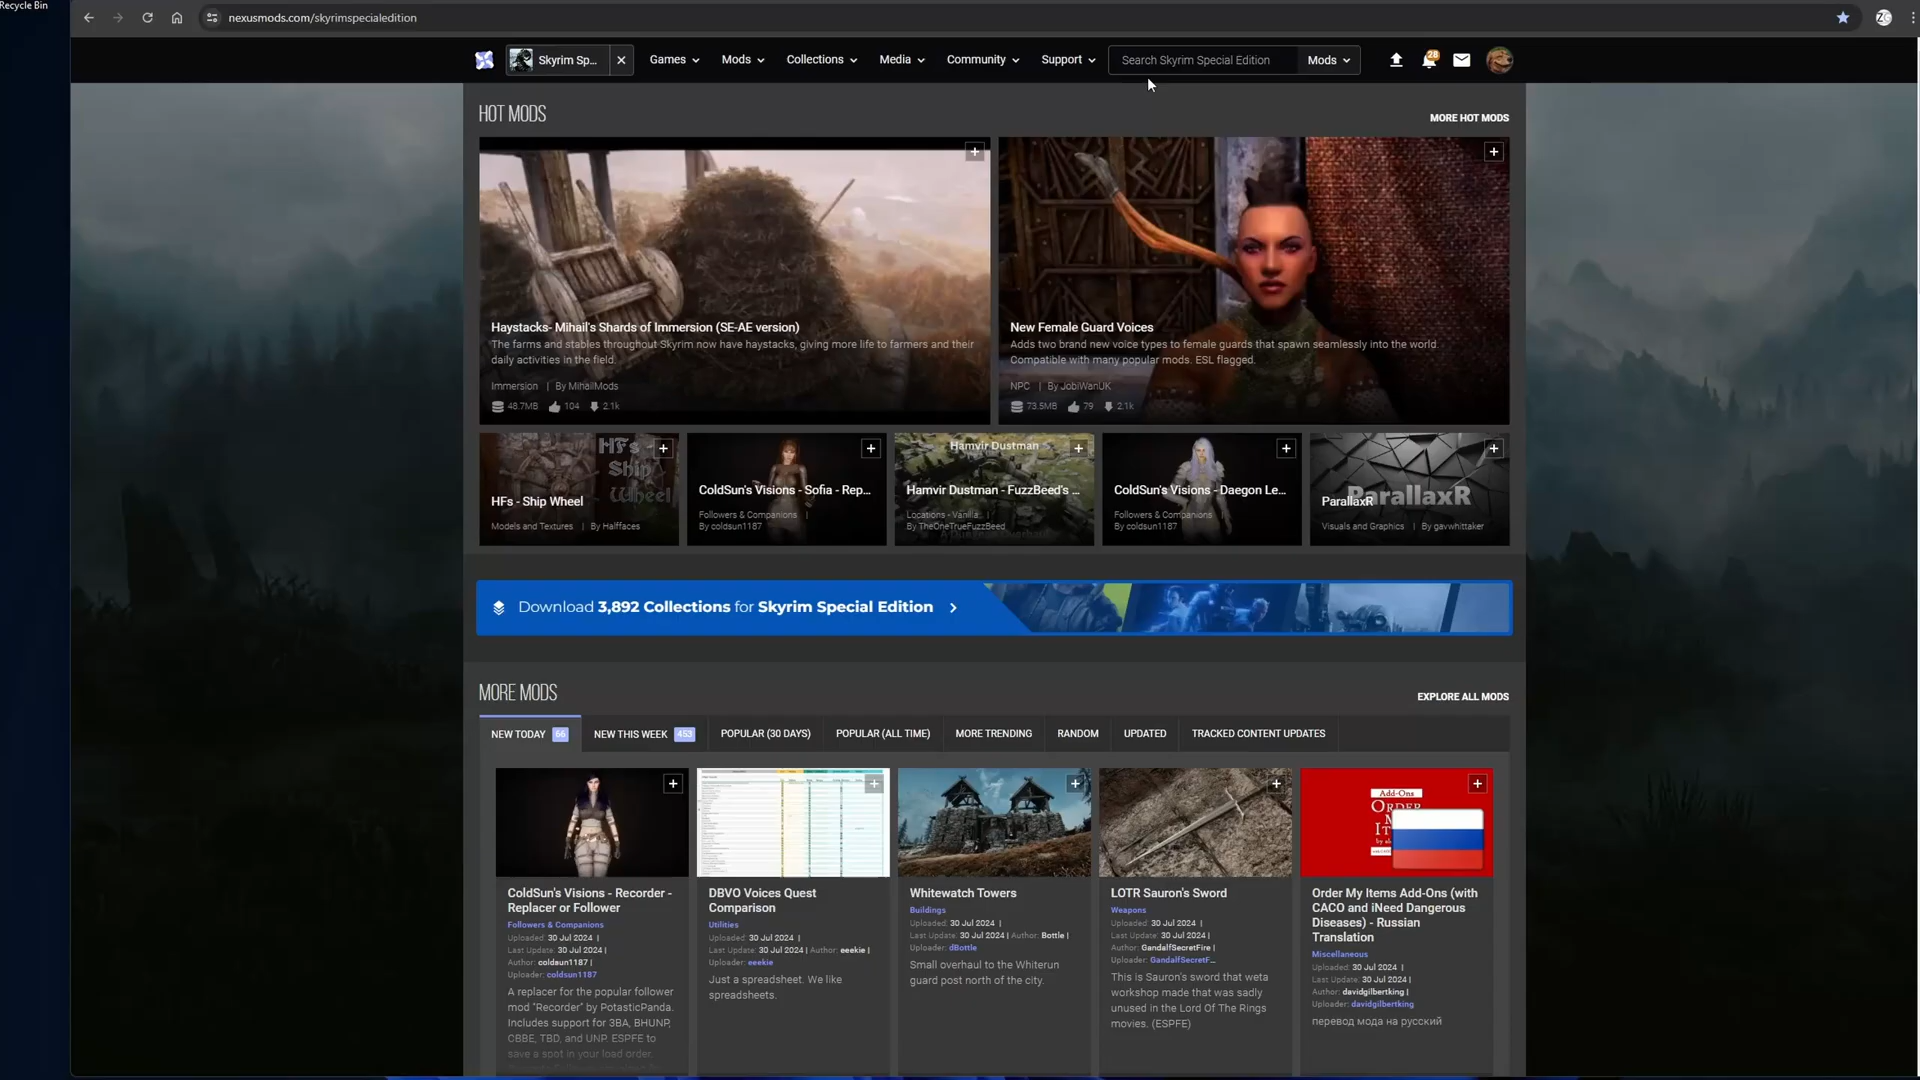 Recycle Bin
nexusmods.com/skyrimspecialedition
Skyrim Sp...
Games
Mods
Collections
Media
Community
Support
Search Skyrim Special Edition
Mods
28
HOT MODS
MORE HOT MODS
Haystacks- Mihail's Shards of Immersion (SE-AE version)
The farms and stables throughout Skyrim now have haystacks, giving more life to farmers and their
daily activities in the field.
Immersion | By MihailMods
48.7MB 104 2.1k
New Female Guard Voices
Adds two brand new voice types to female guards that spawn seamlessly into the world.
Compatible with many popular mods. ESL flagged.
NPC | By JobiWanUK
73.5MB 79 2.1k
HFs -
Ship
Wheel
HFs - Ship Wheel
Models and Textures | By Halffaces
ColdSun's Visions - Sofia - Rep...
Followers & Companions |
By coldsun1187
Hamvir Dustman
Hamvir Dustman - FuzzBeed's ...
Locations - Vanilla |
By TheOneTrueFuzzBeed
ColdSun's Visions - Daegon Le...
Followers & Companions |
By coldsun1187
ParallaxR
ParallaxR
Visuals and Graphics | By gavwhittaker
Download 3,892 Collections for Skyrim Special Edition
MORE MODS
EXPLORE ALL MODS
NEW TODAY 66
NEW THIS WEEK 453
POPULAR (30 DAYS)
POPULAR (ALL TIME)
MORE TRENDING
RANDOM
UPDATED
TRACKED CONTENT UPDATES
ColdSun's Visions - Recorder -
Replacer or Follower
Followers & Companions
Uploaded: 30 Jul 2024 |
Last Update: 30 Jul 2024 |
Author: coldsun1187 |
Uploader: coldsun1187
A replacer for the popular follower
mod "Recorder" by PotasticPanda.
Includes support for 3BA, BHUNP,
CBBE, TBD, and UNP. ESPFE to
save a spot in your load order.
DBVO Voices Quest
Comparison
Utilities
Uploaded: 30 Jul 2024 |
Last Update: 30 Jul 2024 | Author: eeekie |
Uploader: eeekie
Just a spreadsheet. We like
spreadsheets.
Whitewatch Towers
Buildings
Uploaded: 30 Jul 2024 |
Last Update: 30 Jul 2024 | Author: Bottle |
Uploader: dBottle
Small overhaul to the Whiterun
guard post north of the city.
LOTR Sauron's Sword
Weapons
Uploaded: 30 Jul 2024 |
Last Update: 30 Jul 2024 |
Author: GandalfSecretFire |
Uploader: GandalfSecretF...
This is Sauron's sword that weta
workshop made that was sadly
unused in the Lord Of The Rings
movies. (ESPFE)
Add-Ons
Order My Items Add-Ons (with
CACO and iNeed Dangerous
Diseases) - Russian
Translation
Miscellaneous
Uploaded: 30 Jul 2024 |
Last Update: 30 Jul 2024 |
Author: davidgilbertking |
Uploader: davidgilbertking
перевод мода на русский